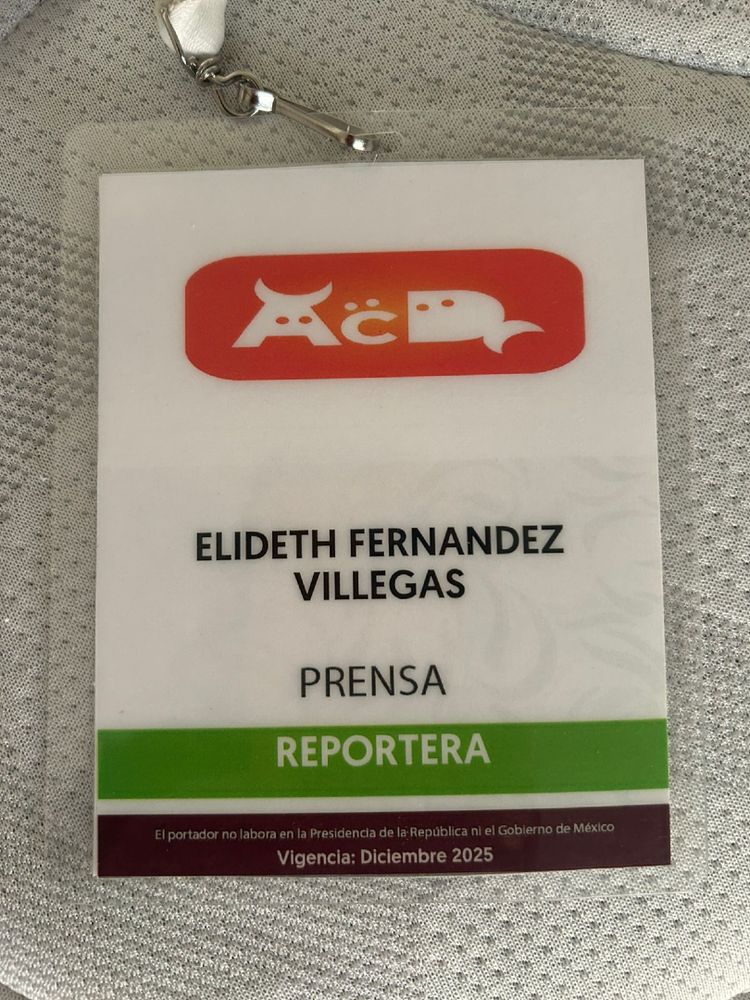 AcD
ELIDETH FERNANDEZ
VILLEGAS
PRENSA
REPORTERA
El portador no labora en la Presidencia de la República ni el Gobierno de México
Vigencia: Diciembre 2025